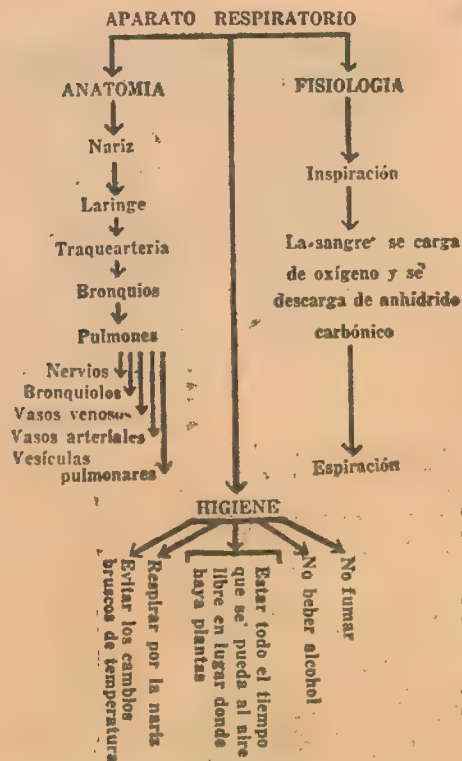 APARATO RESPIRATORIO
ANATOMIA
Nariz
Laringe
Traquearteria
Bronquios
Pulmones
Nervios
Bronquiolos
Vasos venosos
Vasos arteriales
Vesículas
pulmonares
FISIOLOGIA
Inspiración
La sangre se carga
de oxígeno y se
descarga de anhidrido
carbónico
Espiración
HIGIENE
Evitar los cambios
bruscos de temperatura
Respirar por la nariz
Estar todo el tiempo
que se pueda al aire
libre en lugar donde
haya plantas
No beber alcohol
No fumar